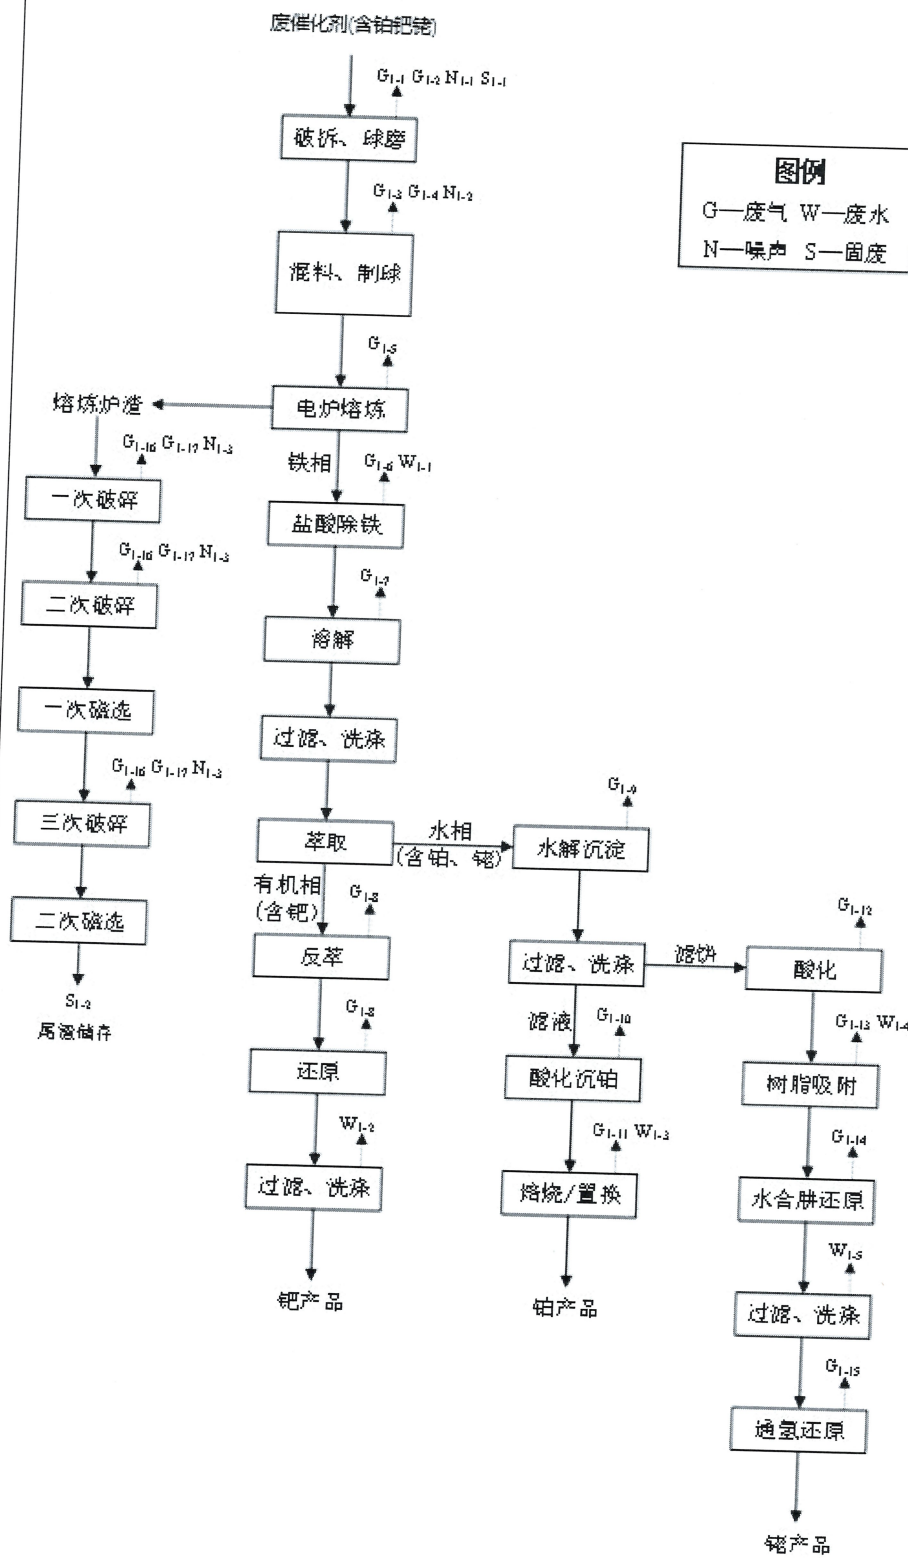 废催化剂(含铂钯铑)
G1-1 G1-2 N1-1 S1-1
破拆、球磨
图例
G—废气 W—废水
N—噪声 S—固废
G1-3 G1-4 N1-2
混料、制球
G1-5
熔炼炉渣
电炉熔炼
G1-16 G1-17 N1-3
铁相
G1-6 W1-1
一次破碎
盐酸除铁
G1-16 G1-17 N1-3
G1-7
二次破碎
溶解
一次磁选
过滤、洗涤
G1-16 G1-17 N1-3
G1-9
三次破碎
萃取
水相
(含铂、铑)
水解沉淀
有机相
(含钯)
G1-8
G1-12
二次磁选
反萃
过滤、洗涤
滤饼
酸化
S1-2
尾渣储存
G1-8
滤液
G1-10
G1-13 W1-4
还原
酸化沉铂
树脂吸附
W1-2
G1-11 W1-3
G1-14
过滤、洗涤
焙烧/置换
水合肼还原
W1-5
钯产品
铂产品
过滤、洗涤
G1-15
通氢还原
铑产品